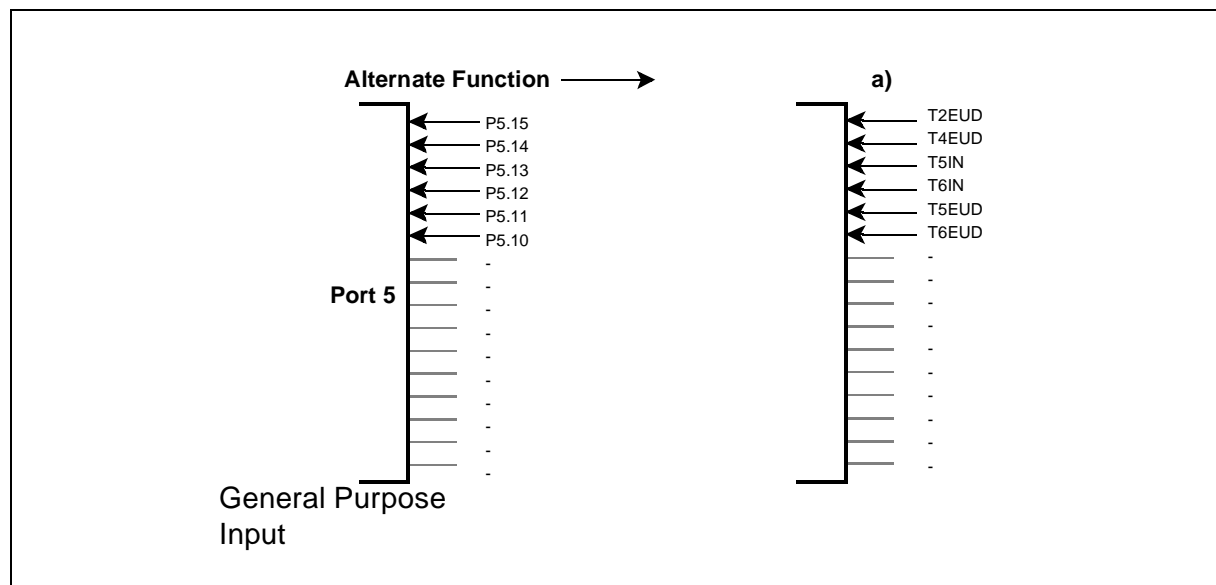 Alternate Function a)
P5.15 T2EUD
P5.14 T4EUD
P5.13 T5IN
P5.12 T6IN
P5.11 T5EUD
P5.10 T6EUD
- -
- -
Port 5
- -
- -
- -
- -
- -
- -
- -
- -
General Purpose
Input